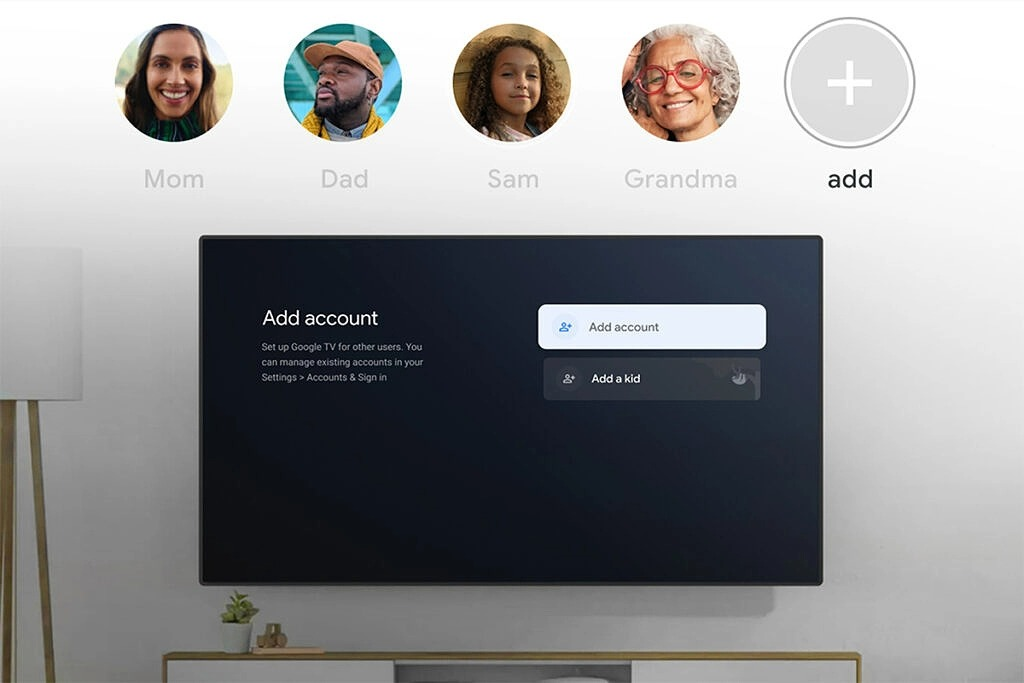 Mom
Dad
Sam
Grandma
add
Add account
Set up Google TV for other users. You
can manage existing accounts in your
Settings > Accounts & Sign in
Add account
Add a kid